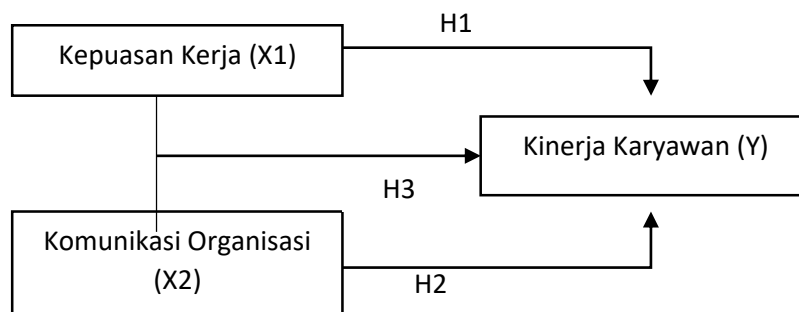 H1
Kepuasan Kerja (X1)
Kinerja Karyawan (Y)
H3
Komunikasi Organisasi
(X2)
H2